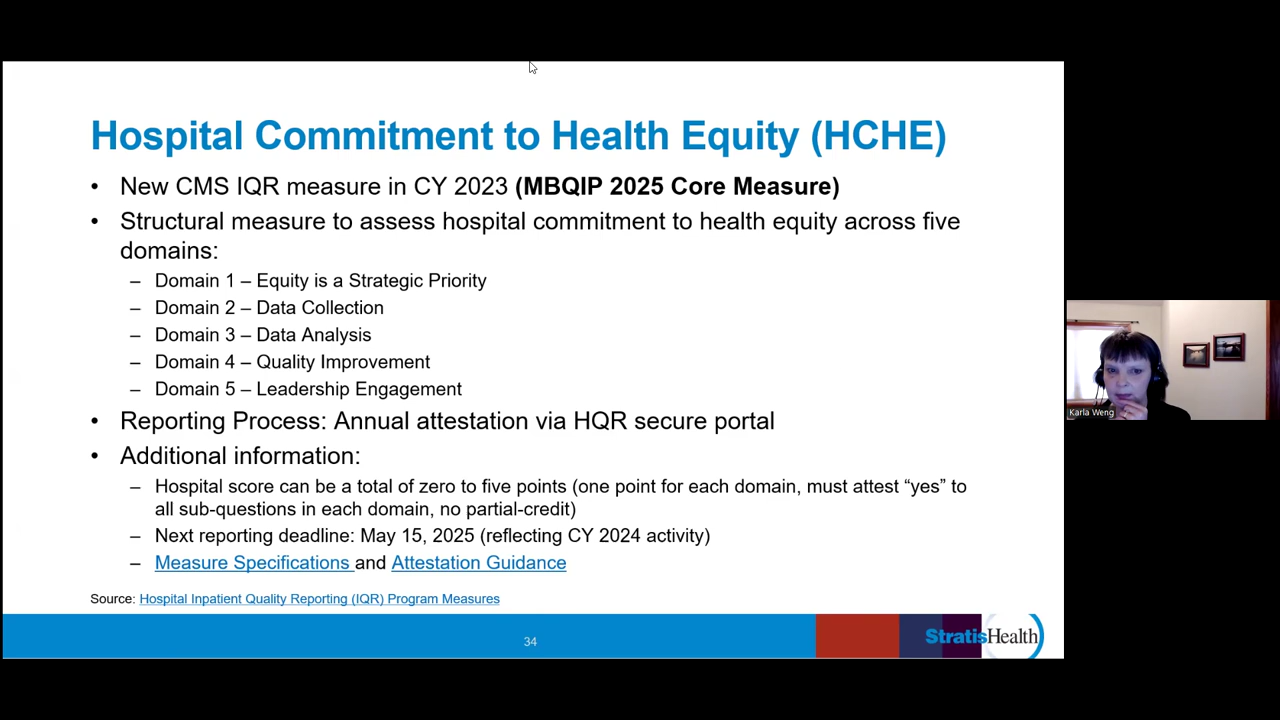 Hospital Commitment to Health Equity (HCHE)
• New CMS IQR measure in CY 2023 (MBQIP 2025 Core Measure)
• Structural measure to assess hospital commitment to health equity across five
domains:
– Domain 1 – Equity is a Strategic Priority
– Domain 2 – Data Collection
– Domain 3 – Data Analysis
– Domain 4 – Quality Improvement
– Domain 5 – Leadership Engagement
• Reporting Process: Annual attestation via HQR secure portal
• Additional information:
– Hospital score can be a total of zero to five points (one point for each domain, must attest “yes” to
all sub-questions in each domain, no partial-credit)
– Next reporting deadline: May 15, 2025 (reflecting CY 2024 activity)
– Measure Specifications and Attestation Guidance
Source: Hospital Inpatient Quality Reporting (IQR) Program Measures
34
StratisHealth
Karla Weng